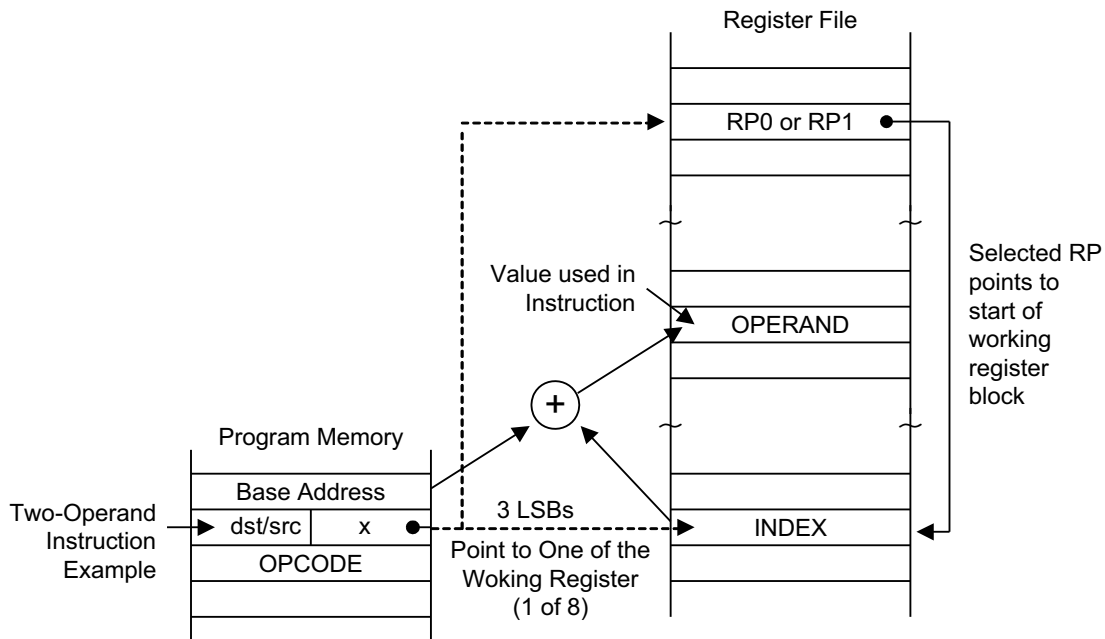 Register File
RP0 or RP1
Selected RP
points to
start of
working
register
block
Value used in
Instruction
OPERAND
+
Program Memory
Base Address
Two-Operand
Instruction
Example
dst/src
x
OPCODE
3 LSBs
Point to One of the
Woking Register
(1 of 8)
INDEX